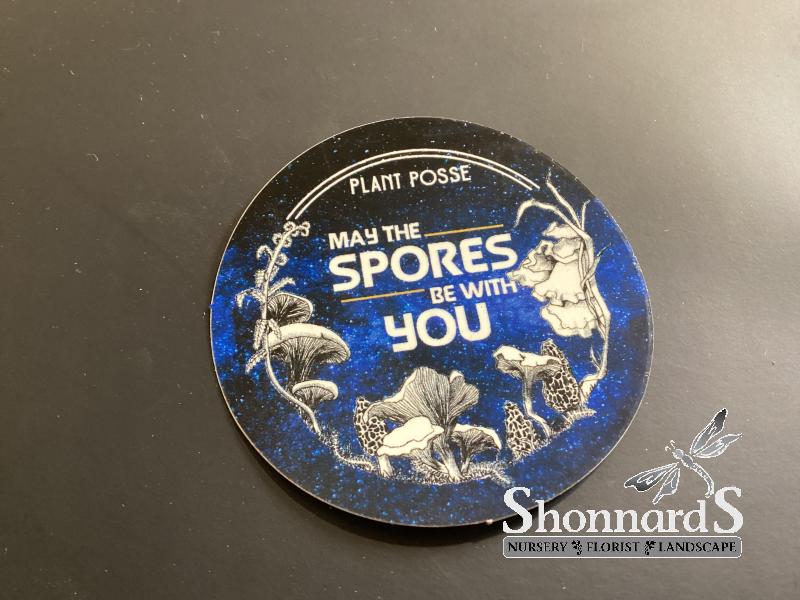 PLANT POSSE
MAY THE
SPORES
BE WITH
YOU
ShonnardS
NURSERY FLORIST LANDSCAPE